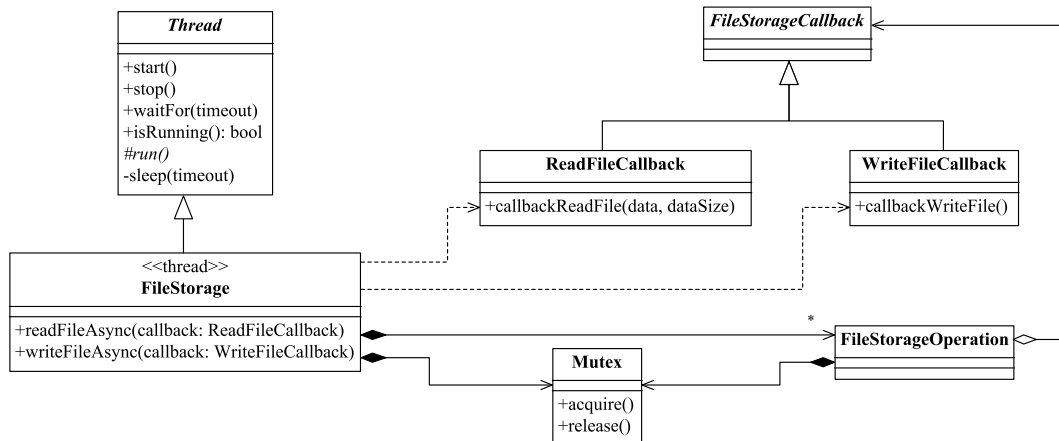 Thread
+start()
+stop()
+waitFor(timeout)
+isRunning(): bool
#run()
-sleep(timeout)
FileStorageCallback
ReadFileCallback
+callbackReadFile(data, dataSize)
WriteFileCallback
+callbackWriteFile()
<<thread>>
FileStorage
+readFileAsync(callback: ReadFileCallback)
+writeFileAsync(callback: WriteFileCallback)
*
FileStorageOperation
Mutex
+acquire()
+release()